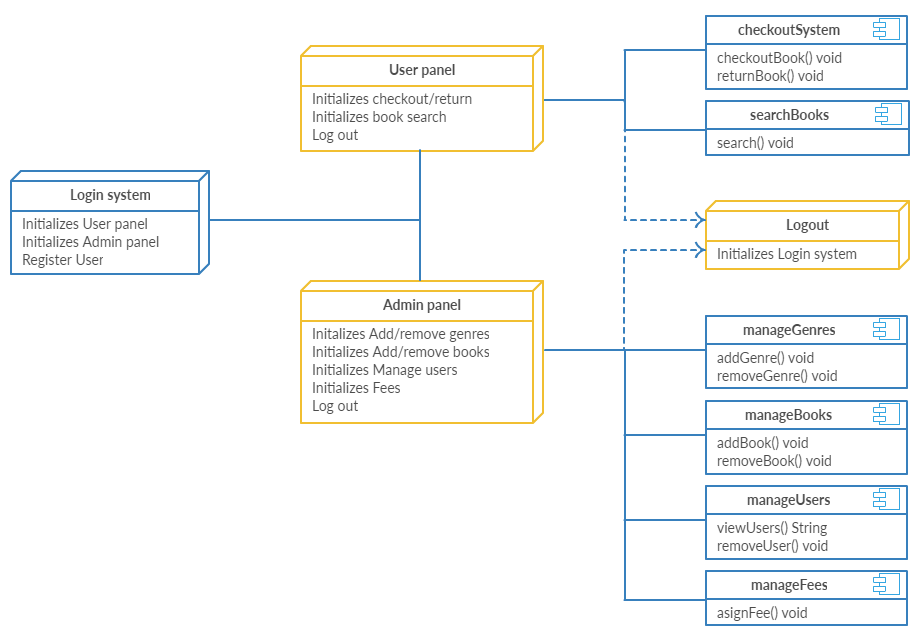 Login system
Initializes User panel
Initializes Admin panel
Register User
User panel
Initializes checkout/return
Initializes book search
Log out
Admin panel
Initalizes Add/remove genres
Initializes Add/remove books
Initializes Manage users
Initializes Fees
Log out
checkoutSystem
checkoutBook() void
returnBook() void
searchBooks
search() void
Logout
Initializes Login system
manageGenres
addGenre() void
removeGenre() void
manageBooks
addBook() void
removeBook() void
manageUsers
viewUsers() String
removeUser() void
manageFees
asignFee() void